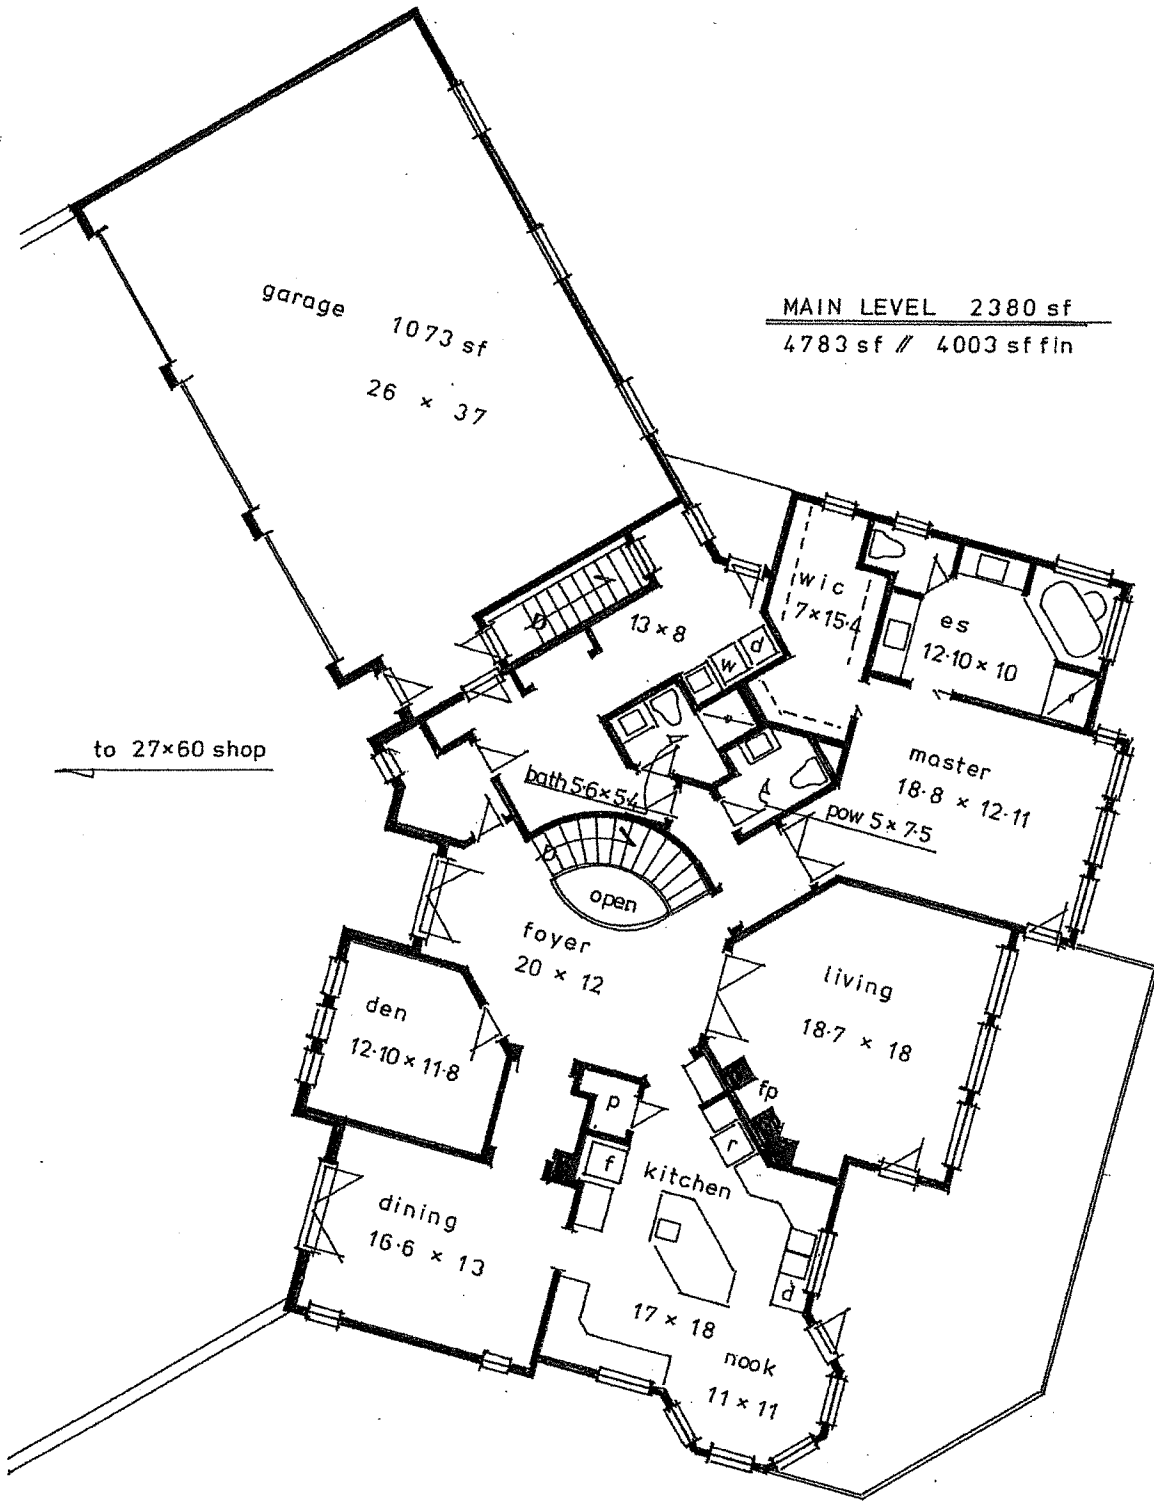 garage 1073 sf
26 × 37
MAIN LEVEL 2380 sf
4783 sf // 4003 sf fin
wic
7×15·4
es
12·10×10
D
13×8
w d
to 27×60 shop
master
18·8 × 12·11
bath 5·6×5·4
pow 5×7·5
D
open
foyer
20 × 12
living
18·7 × 18
den
12·10×11·8
fp
p
r
f
kitchen
dining
16·6 × 13
d
17 × 18
nook
11×11